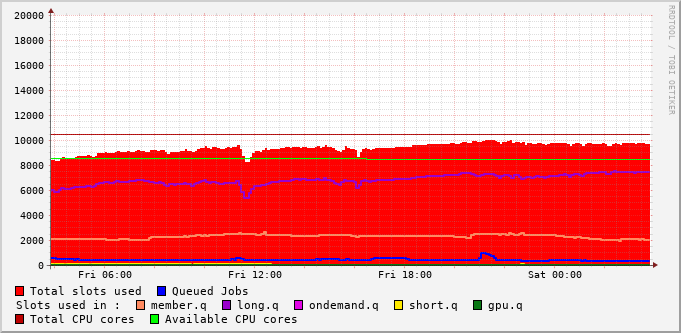 20000
18000
16000
14000
12000
10000
8000
6000
4000
2000
0
Fri 06:00 Fri 12:00 Fri 18:00 Sat 00:00
Total slots used Queued Jobs
Slots used in : member.q long.q ondemand.q short.q gpu.q
Total CPU cores Available CPU cores
RRDTOOL / TOBI OETIKER